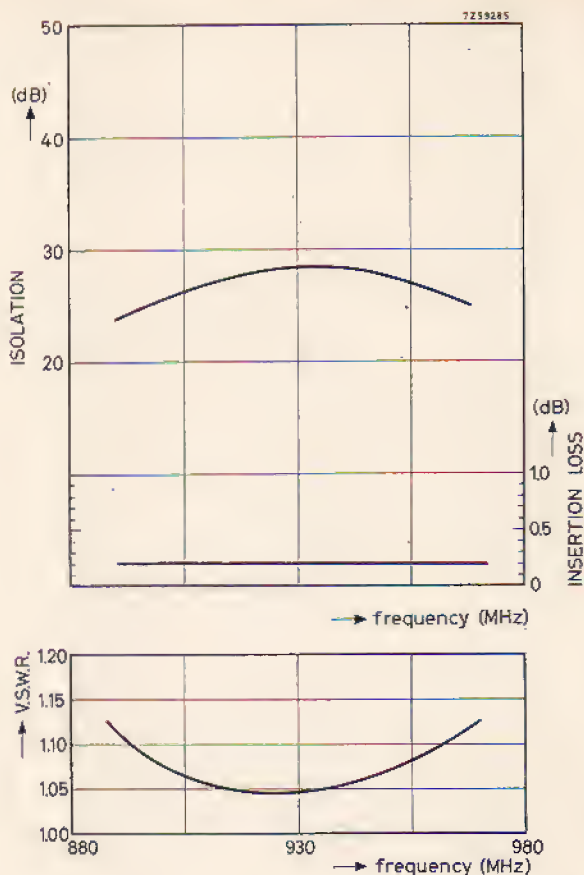 7Z59285
50
(dB)
40
30
20
ISOLATION
(dB)
1.0
0.5
0
INSERTION LOSS
frequency (MHz)
V.S.W.R.
1.20
1.15
1.10
1.05
1.00
880
930
980
frequency (MHz)